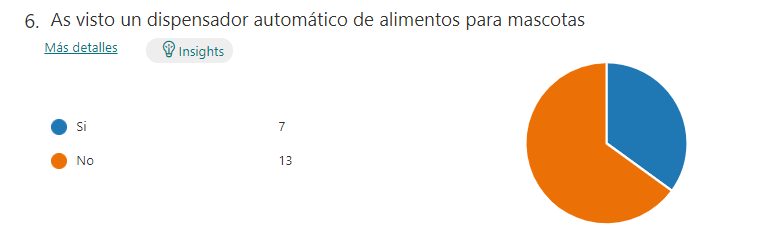 6. As visto un dispensador automático de alimentos para mascotas
Más detalles Insights
Si 7
No 13